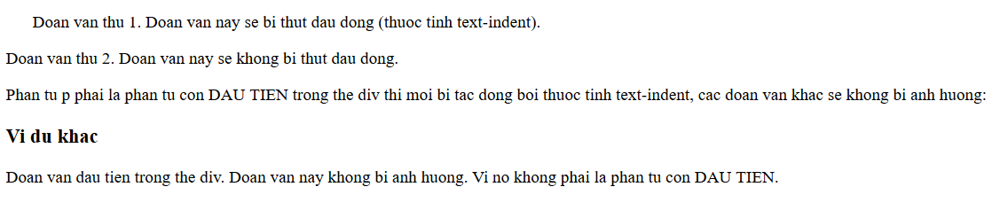 Doan van thu 1. Doan van nay se bi thut dau dong (thuoc tinh text-indent).
Doan van thu 2. Doan van nay se khong bi thut dau dong.
Phan tu p phai la phan tu con DAU TIEN trong the div thi moi bi tac dong boi thuoc tinh text-indent, cac doan van khac se khong bi anh huong:
Vi du khac
Doan van dau tien trong the div. Doan van nay khong bi anh huong. Vi no khong phai la phan tu con DAU TIEN.